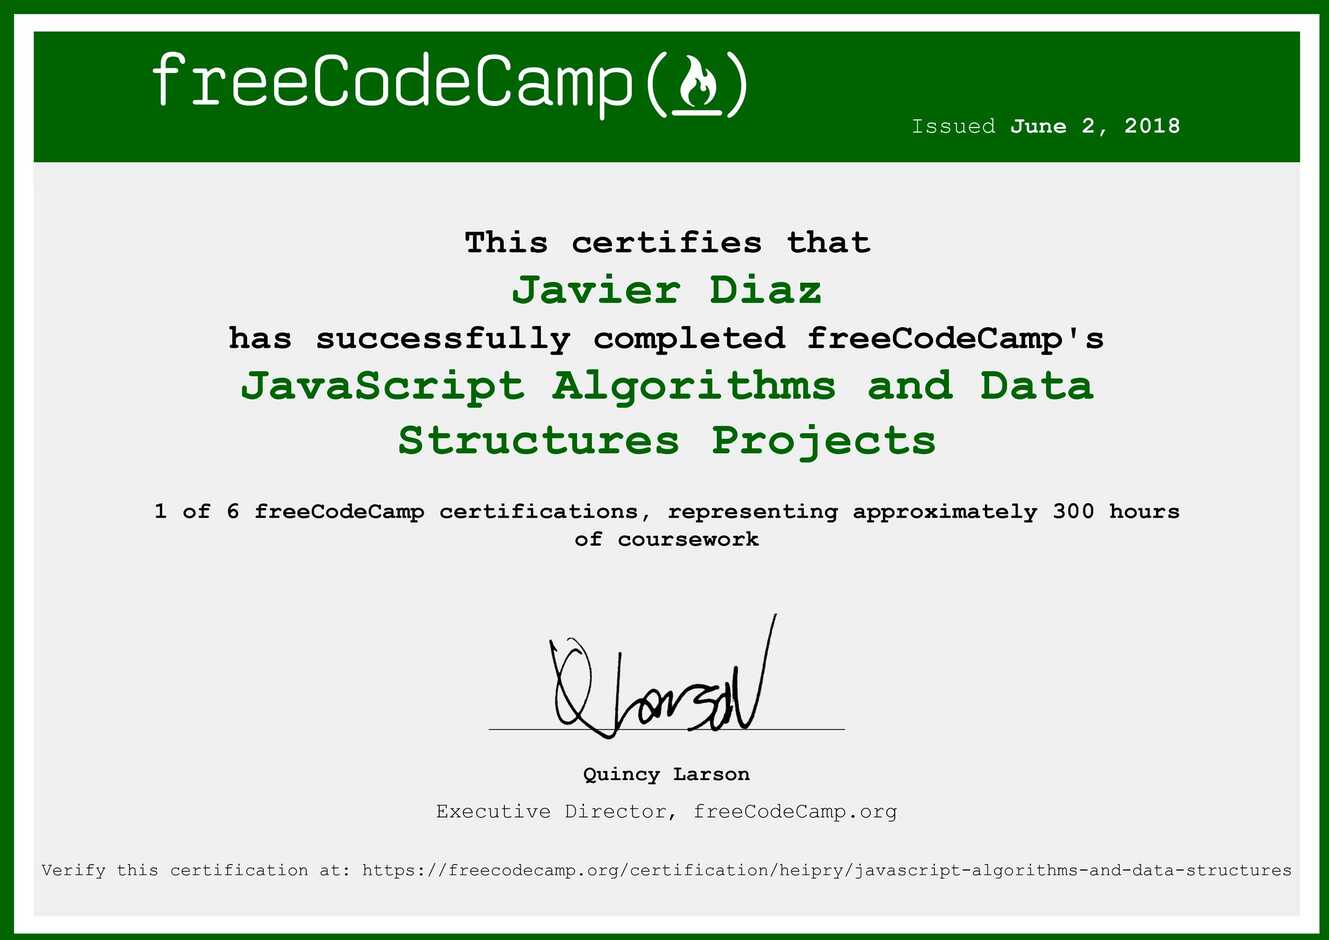 freeCodeCamp(🔥)
Issued June 2, 2018
This certifies that
Javier Diaz
has successfully completed freeCodeCamp's
JavaScript Algorithms and Data
Structures Projects
1 of 6 freeCodeCamp certifications, representing approximately 300 hours
of coursework
Q Larson
Quincy Larson
Executive Director, freeCodeCamp.org
Verify this certification at: https://freecodecamp.org/certification/heipry/javascript-algorithms-and-data-structures